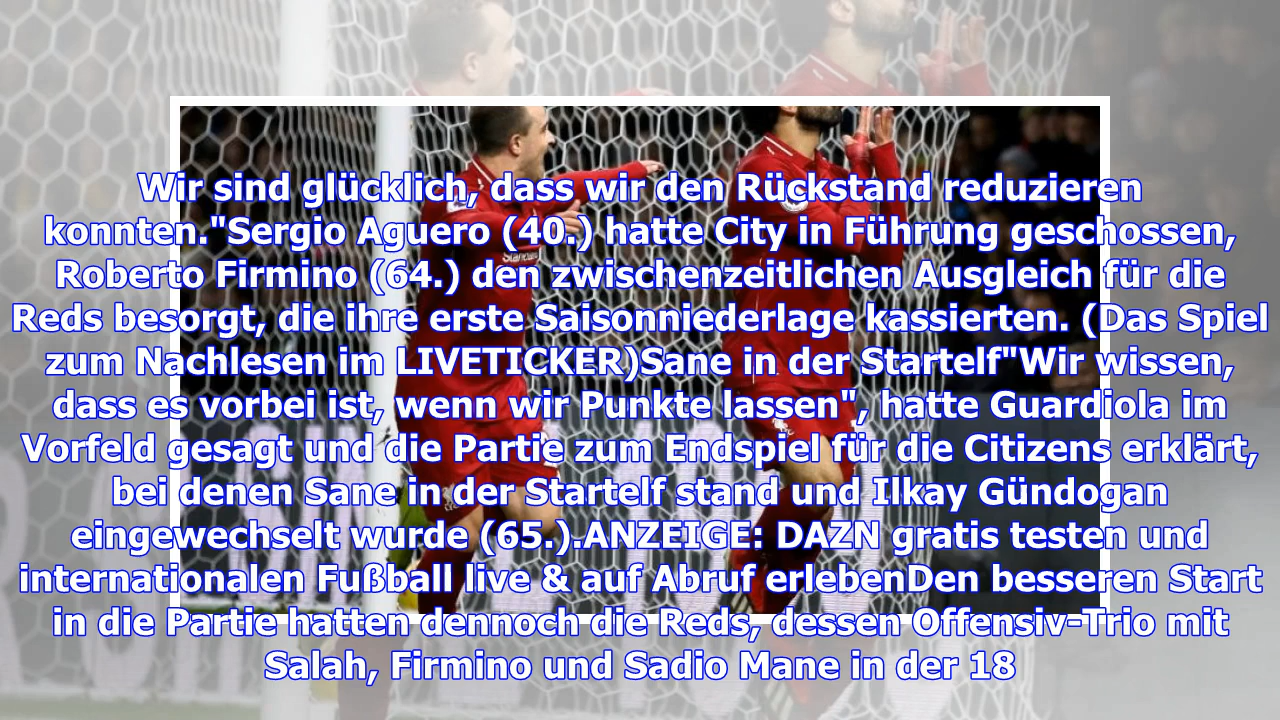 Wir sind glücklich, dass wir den Rückstand reduzieren
konnten."Sergio Aguero (40.) hatte City in Führung geschossen,
Roberto Firmino (64.) den zwischenzeitlichen Ausgleich für die
Reds besorgt, die ihre erste Saisonniederlage kassierten. (Das Spiel
zum Nachlesen im LIVETICKER)Sane in der Startelf"Wir wissen,
dass es vorbei ist, wenn wir Punkte lassen", hatte Guardiola im
Vorfeld gesagt und die Partie zum Endspiel für die Citizens erklärt,
bei denen Sane in der Startelf stand und Ilkay Gündogan
eingewechselt wurde (65.).ANZEIGE: DAZN gratis testen und
internationalen Fußball live & auf Abruf erlebenDen besseren Start
in die Partie hatten dennoch die Reds, dessen Offensiv-Trio mit
Salah, Firmino und Sadio Mane in der 18